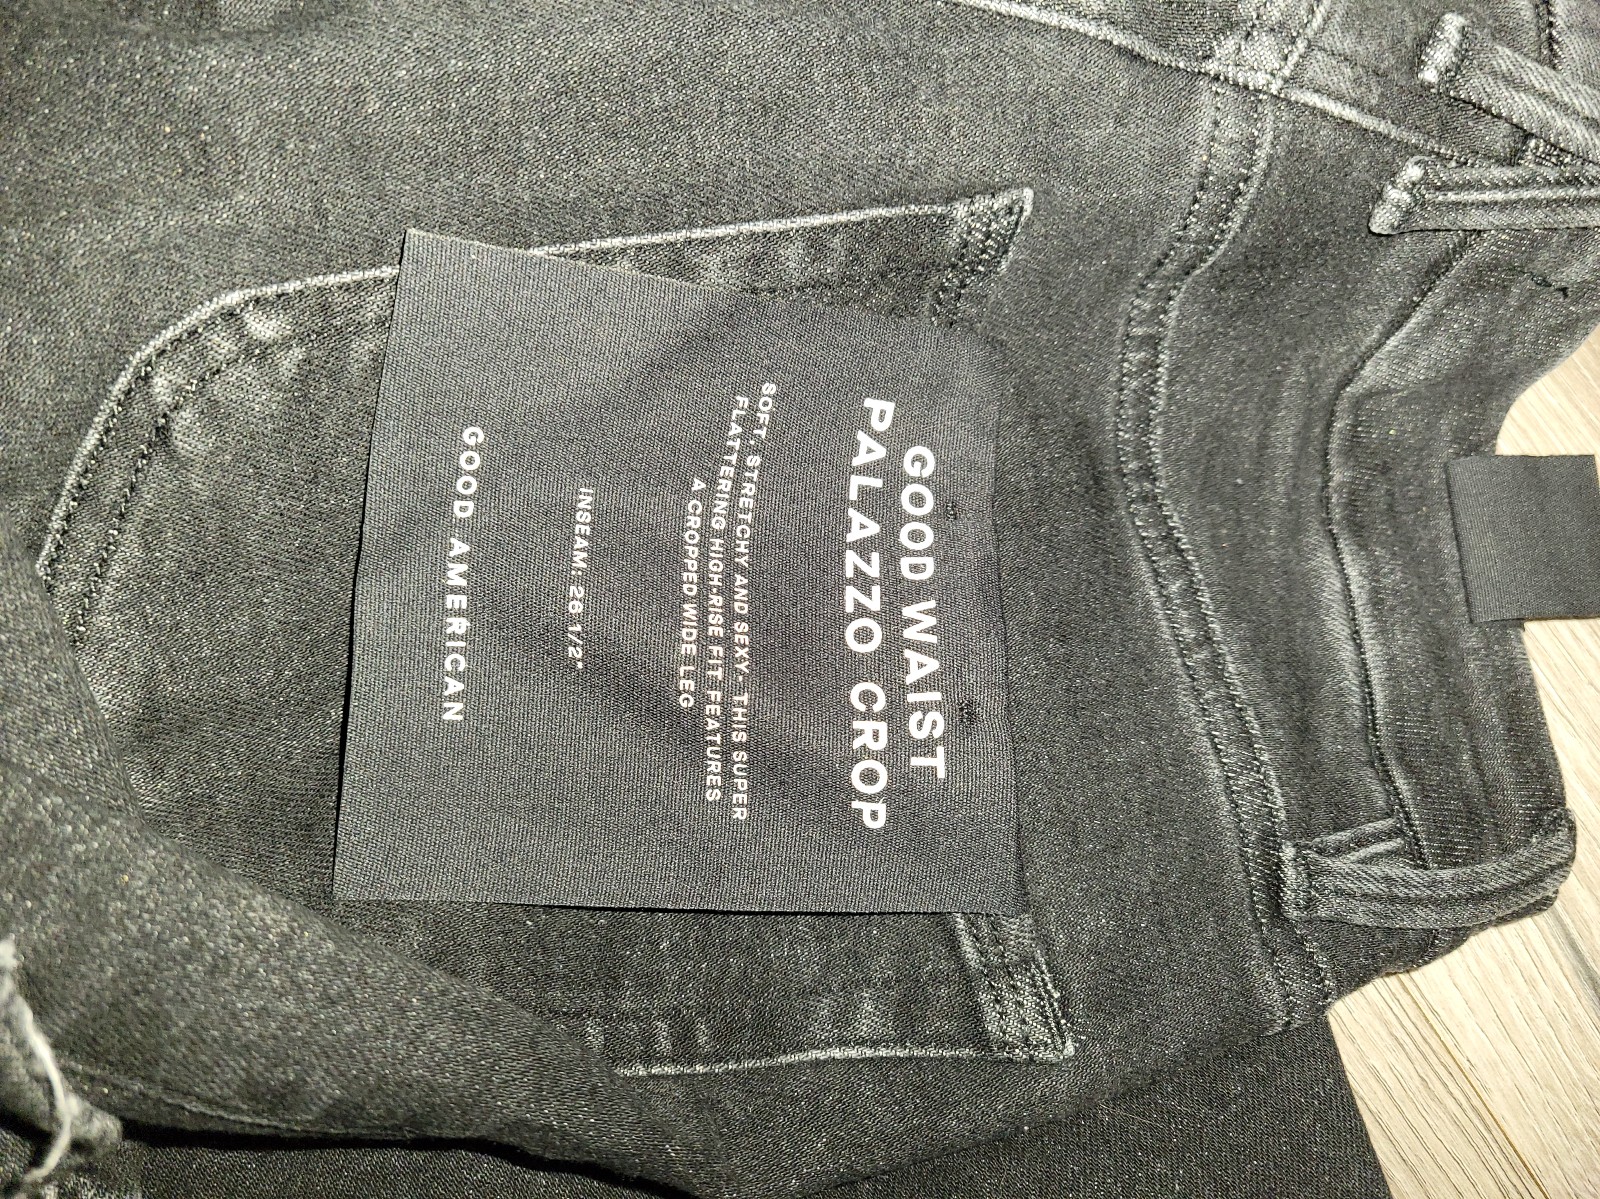 GOOD WAIST
PALAZZO CROP
SOFT, STRETCHY AND SEXY - THIS SUPER
FLATTERING HIGH-RISE FIT FEATURES
A CROPPED WIDE LEG
INSEAM: 26 1/2"
GOOD AMERICAN